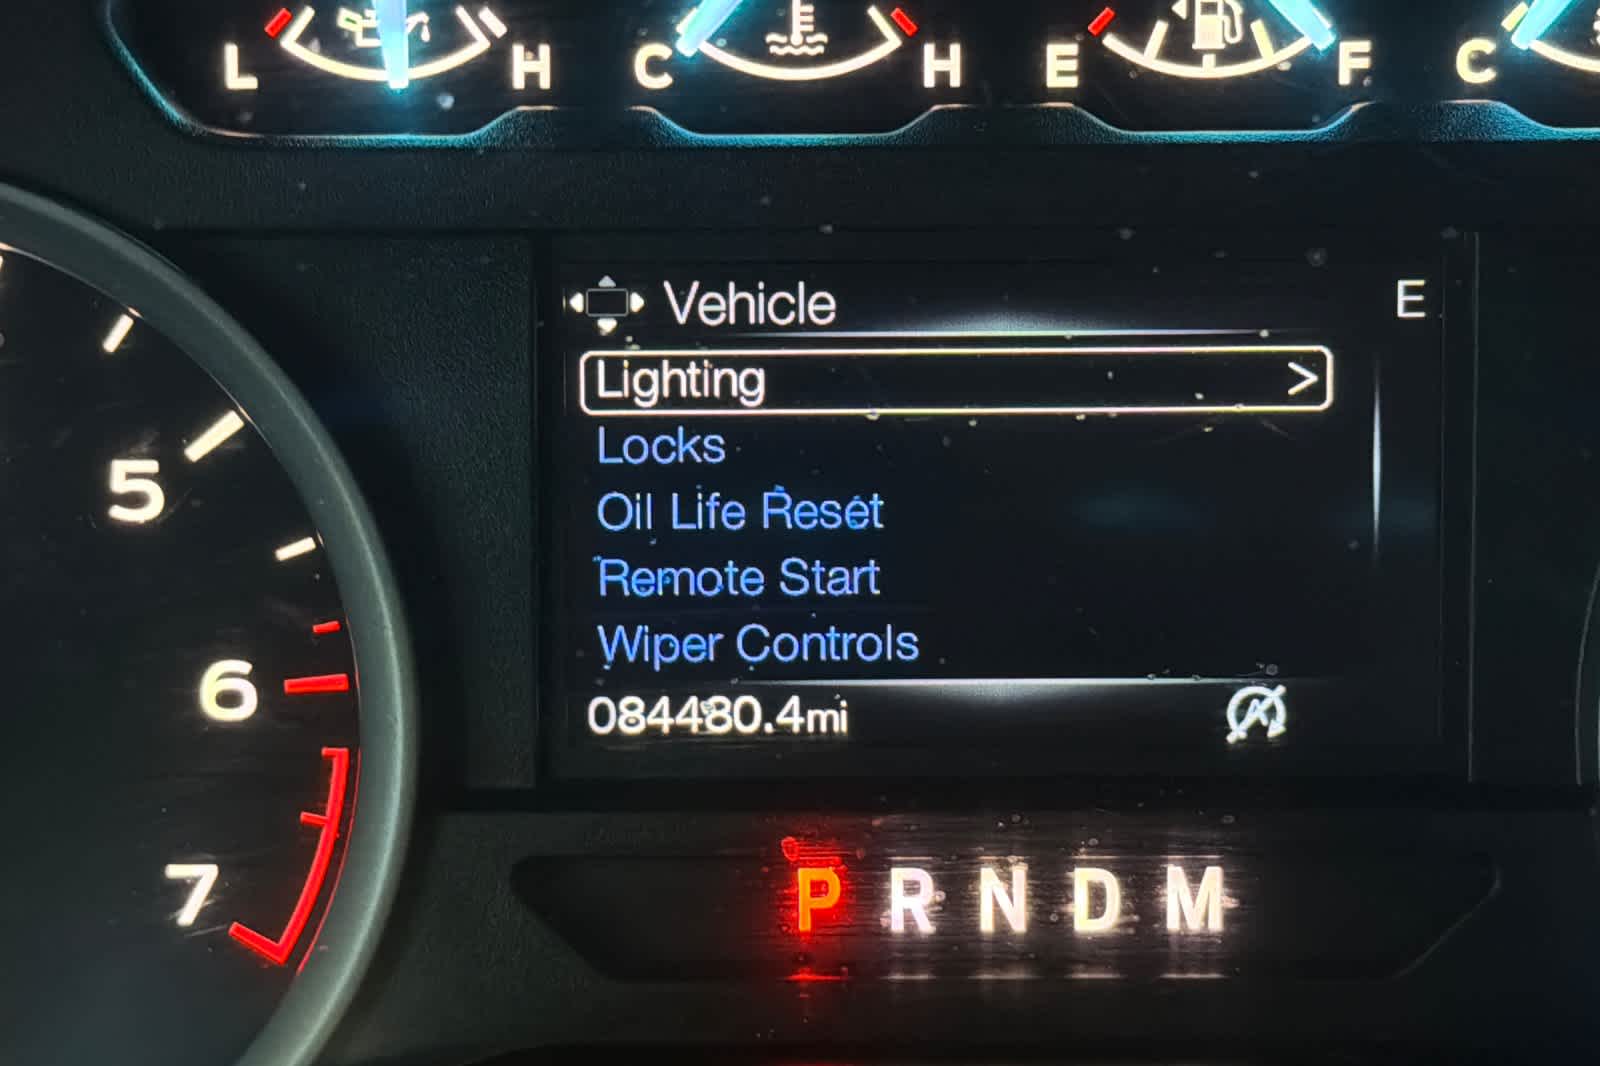 L H C H E F C
Vehicle E
Lighting >
Locks
5
Oil Life Reset
Remote Start
Wiper Controls
6
084480.4mi
7
P R N D M